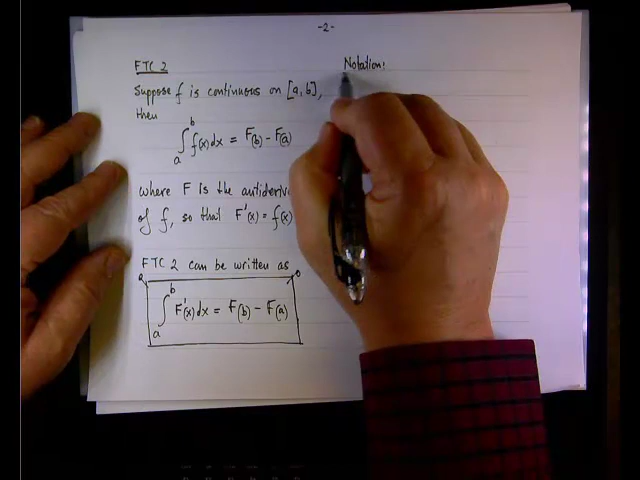 -2-
FTC 2
Suppose f is continuous on [a, b],
then
∫_a^b f(x)dx = F(b) - F(a)
where F is the
of f, so that F'(x) = f(x)
FTC 2 can be written as
∫_a^b F'(x)dx = F(b) - F(a)
Notation: